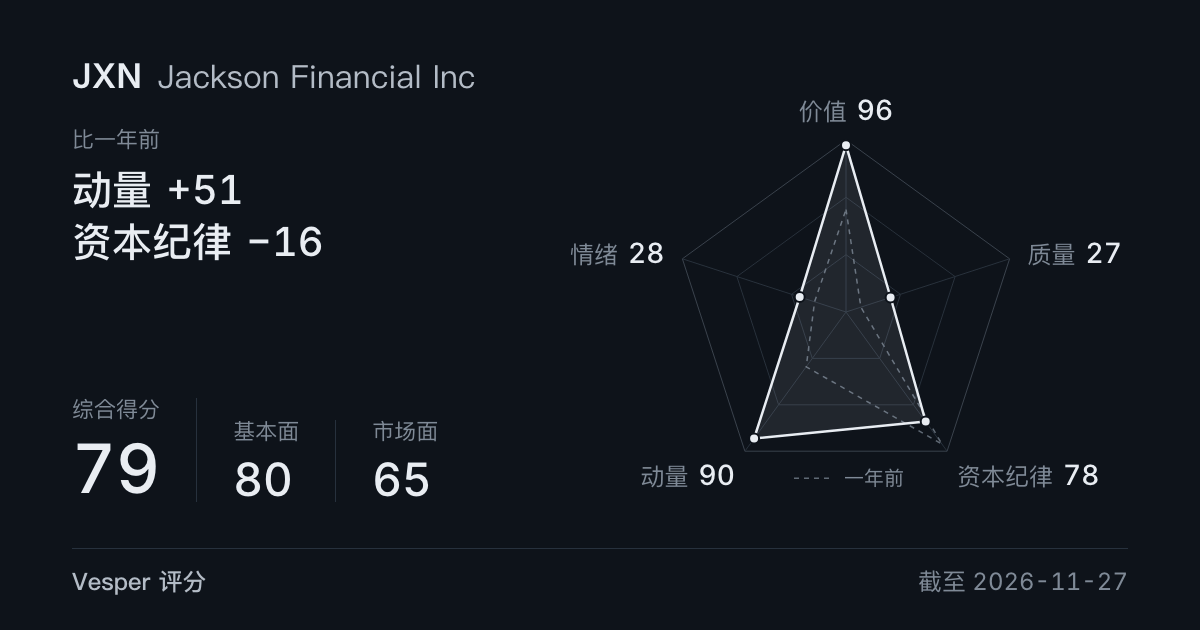 JXN Jackson Financial Inc
比一年前
动量 +51
资本纪律 −16
综合得分
79
基本面
80
市场面
65
价值 96
情绪 28
质量 27
动量 90
一年前
资本纪律 78
Vesper 评分
截至 2026-11-27